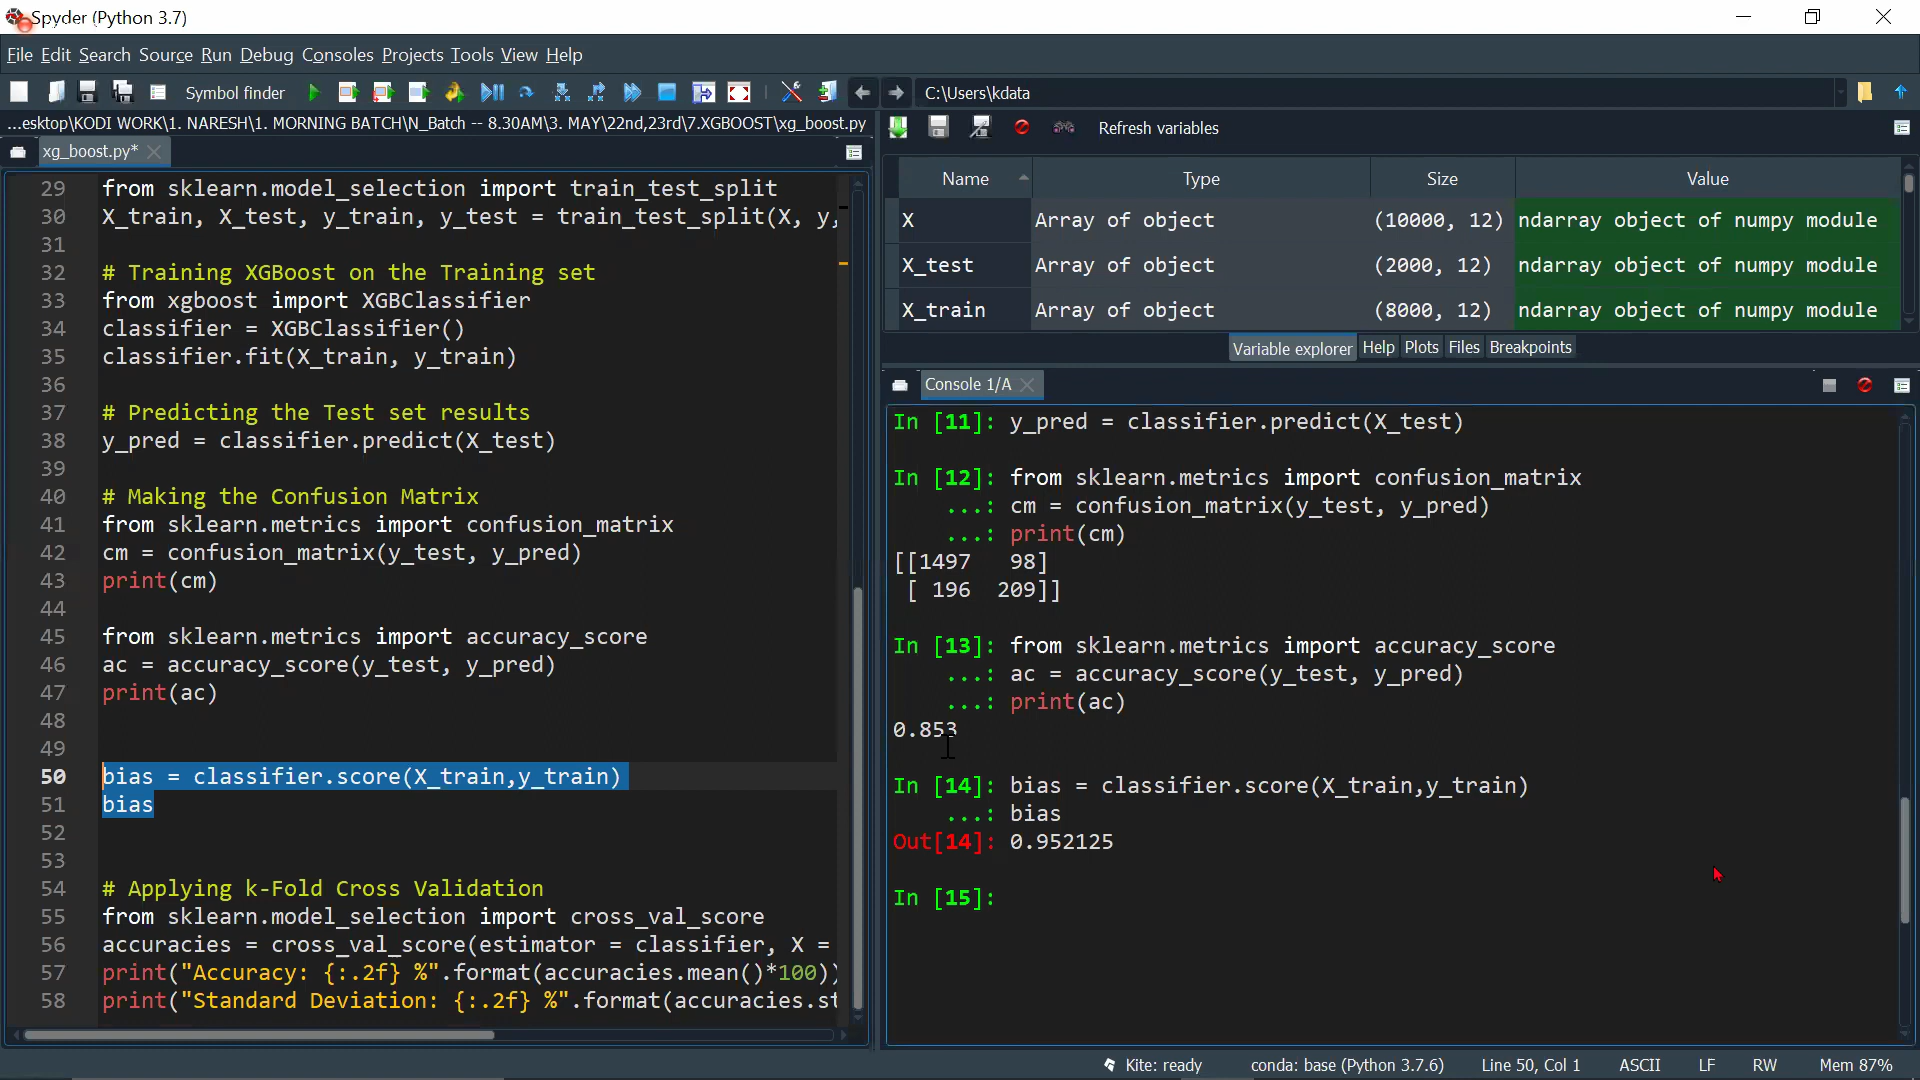 Spyder (Python 3.7)
File Edit Search Source Run Debug Consoles Projects Tools View Help
Symbol finder
C:\Users\kdata
...esktop\KODI WORK\1. NARESH\1. MORNING BATCH\N_Batch -- 8.30AM\3. MAY\22nd,23rd\7.XGBOOST\xg_boost.py
xg_boost.py*
29 from sklearn.model_selection import train_test_split
30 X_train, X_test, y_train, y_test = train_test_split(X, y,
31
32 # Training XGBoost on the Training set
33 from xgboost import XGBClassifier
34 classifier = XGBClassifier()
35 classifier.fit(X_train, y_train)
36
37 # Predicting the Test set results
38 y_pred = classifier.predict(X_test)
39
40 # Making the Confusion Matrix
41 from sklearn.metrics import confusion_matrix
42 cm = confusion_matrix(y_test, y_pred)
43 print(cm)
44
45 from sklearn.metrics import accuracy_score
46 ac = accuracy_score(y_test, y_pred)
47 print(ac)
48
49
50 bias = classifier.score(X_train,y_train)
51 bias
52
53
54 # Applying k-Fold Cross Validation
55 from sklearn.model_selection import cross_val_score
56 accuracies = cross_val_score(estimator = classifier, X =
57 print("Accuracy: {:.2f} %".format(accuracies.mean()*100))
58 print("Standard Deviation: {:.2f} %".format(accuracies.st
Refresh variables
Name Type Size Value
X Array of object (10000, 12) ndarray object of numpy module
X_test Array of object (2000, 12) ndarray object of numpy module
X_train Array of object (8000, 12) ndarray object of numpy module
Variable explorer Help Plots Files Breakpoints
Console 1/A
In [11]: y_pred = classifier.predict(X_test)
In [12]: from sklearn.metrics import confusion_matrix
...: cm = confusion_matrix(y_test, y_pred)
...: print(cm)
[[1497 98]
[ 196 209]]
In [13]: from sklearn.metrics import accuracy_score
...: ac = accuracy_score(y_test, y_pred)
...: print(ac)
0.853
In [14]: bias = classifier.score(X_train,y_train)
...: bias
Out[14]: 0.952125
In [15]:
Kite: ready conda: base (Python 3.7.6) Line 50, Col 1 ASCII LF RW Mem 87%